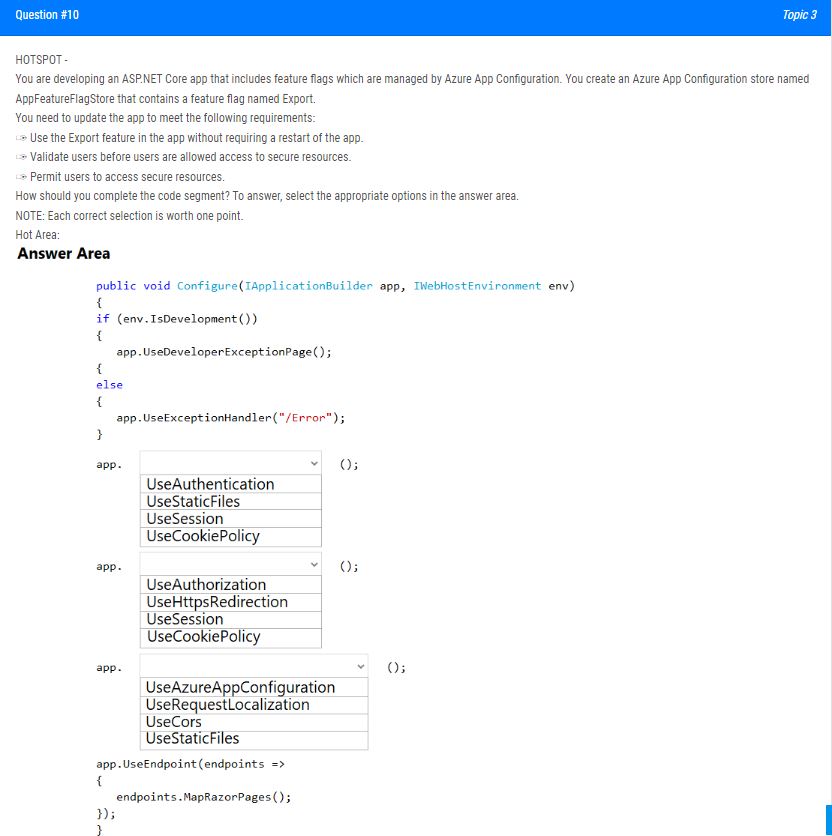 Question #10
Topic 3
HOTSPOT -
You are developing an ASP.NET Core app that includes feature flags which are managed by Azure App Configuration. You create an Azure App Configuration store named
AppFeatureFlagStore that contains a feature flag named Export.
You need to update the app to meet the following requirements:
☞ Use the Export feature in the app without requiring a restart of the app.
☞ Validate users before users are allowed access to secure resources.
☞ Permit users to access secure resources.
How should you complete the code segment? To answer, select the appropriate options in the answer area.
NOTE: Each correct selection is worth one point.
Hot Area:
Answer Area
public void Configure(IApplicationBuilder app, IWebHostEnvironment env)
{
if (env.IsDevelopment())
{
app.UseDeveloperExceptionPage();
{
else
{
app.UseExceptionHandler("/Error");
}
app. ();
UseAuthentication
UseStaticFiles
UseSession
UseCookiePolicy
app. ();
UseAuthorization
UseHttpsRedirection
UseSession
UseCookiePolicy
app. ();
UseAzureAppConfiguration
UseRequestLocalization
UseCors
UseStaticFiles
app.UseEndpoint(endpoints =>
{
endpoints.MapRazorPages();
});
}